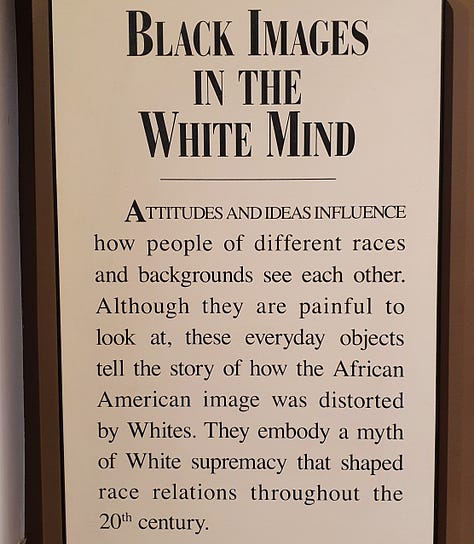 BLACK IMAGES
IN THE
WHITE MIND
ATTITUDES AND IDEAS INFLUENCE
how people of different races
and backgrounds see each other.
Although they are painful to
look at, these everyday objects
tell the story of how the African
American image was distorted
by Whites. They embody a myth
of White supremacy that shaped
race relations throughout the
20th century.